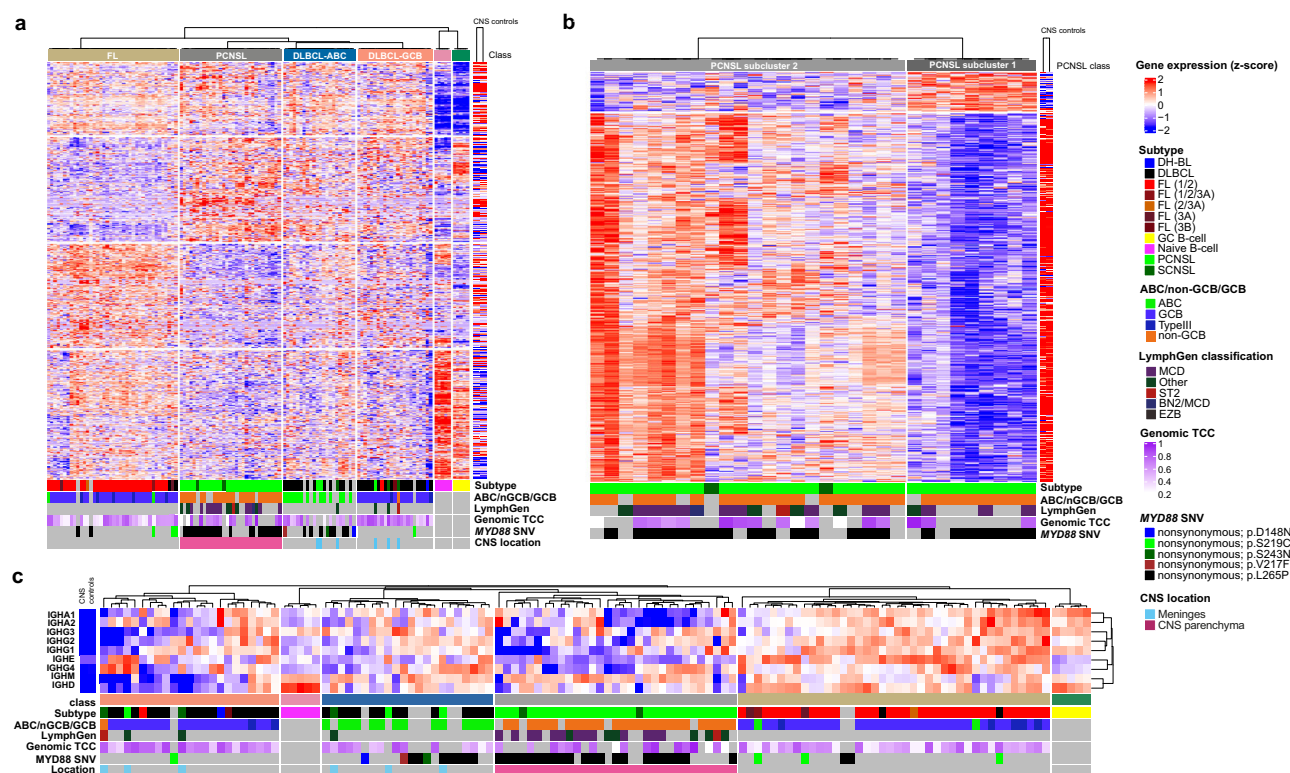 a
CNS controls
FL
PCNSL
DLBCL-ABC
DLBCL-GCB
Class
Subtype
ABC/nGCB/GCB
LymphGen
Genomic TCC
MYD88 SNV
CNS location
b
CNS controls
PCNSL subcluster 2
PCNSL subcluster 1
PCNSL class
Subtype
ABC/nGCB/GCB
LymphGen
Genomic TCC
MYD88 SNV
Gene expression (z-score)
2
1
0
−1
−2
Subtype
DH-BL
DLBCL
FL (1/2)
FL (1/2/3A)
FL (2/3A)
FL (3A)
FL (3B)
GC B-cell
Naive B-cell
PCNSL
SCNSL
ABC/non-GCB/GCB
ABC
GCB
TypeIII
non-GCB
LymphGen classification
MCD
Other
ST2
BN2/MCD
EZB
Genomic TCC
1
0.8
0.6
0.4
0.2
MYD88 SNV
nonsynonymous; p.D148N
nonsynonymous; p.S219C
nonsynonymous; p.S243N
nonsynonymous; p.V217F
nonsynonymous; p.L265P
CNS location
Meninges
CNS parenchyma
c
CNS controls
IGHA1
IGHA2
IGHG3
IGHG2
IGHG1
IGHE
IGHG4
IGHM
IGHD
class
Subtype
ABC/nGCB/GCB
LymphGen
Genomic TCC
MYD88 SNV
Location